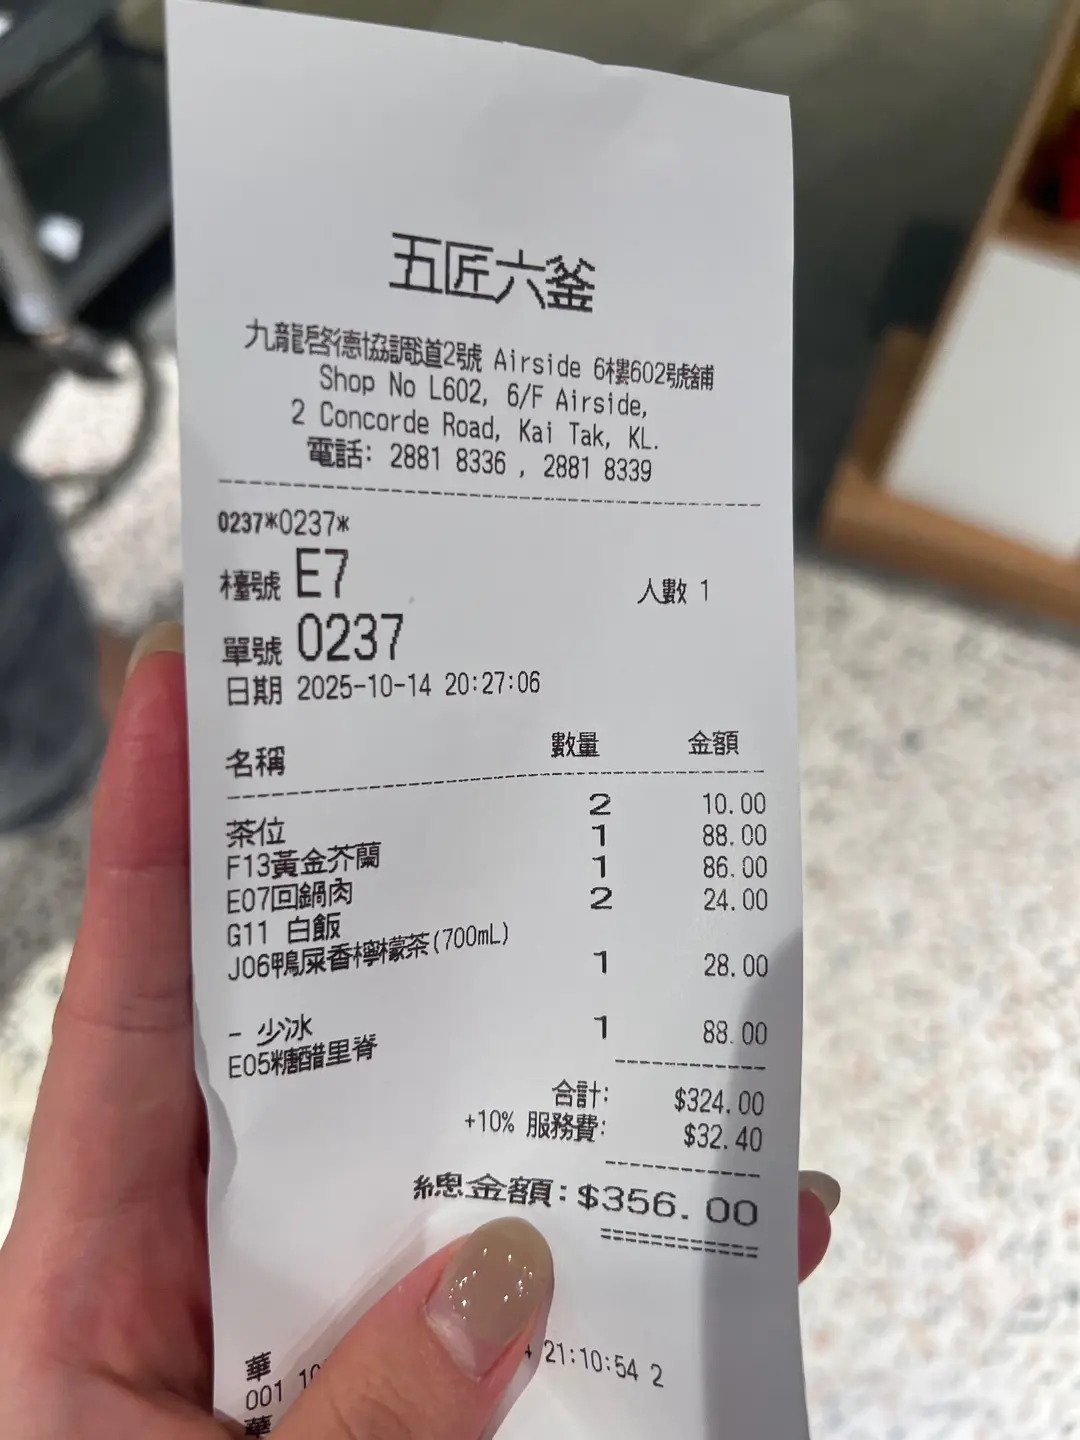 五匠六釜
九龍啓德協調道2號 Airside 6樓602號舖
Shop No L602, 6/F Airside,
2 Concorde Road, Kai Tak, KL.
電話: 2881 8336 , 2881 8339
0237*0237*
檯號 E7 人數 1
單號 0237
日期 2025-10-14 20:27:06
名稱 數量 金額
茶位 2 10.00
F13黃金芥蘭 1 88.00
E07回鍋肉 1 86.00
G11 白飯 2 24.00
J06鴨屎香檸檬茶(700mL) 1 28.00
- 少冰
E05糖醋里脊 1 88.00
合計: $324.00
+10% 服務費: $32.40
總金額: $356.00
華
001 21:10:54 2
華